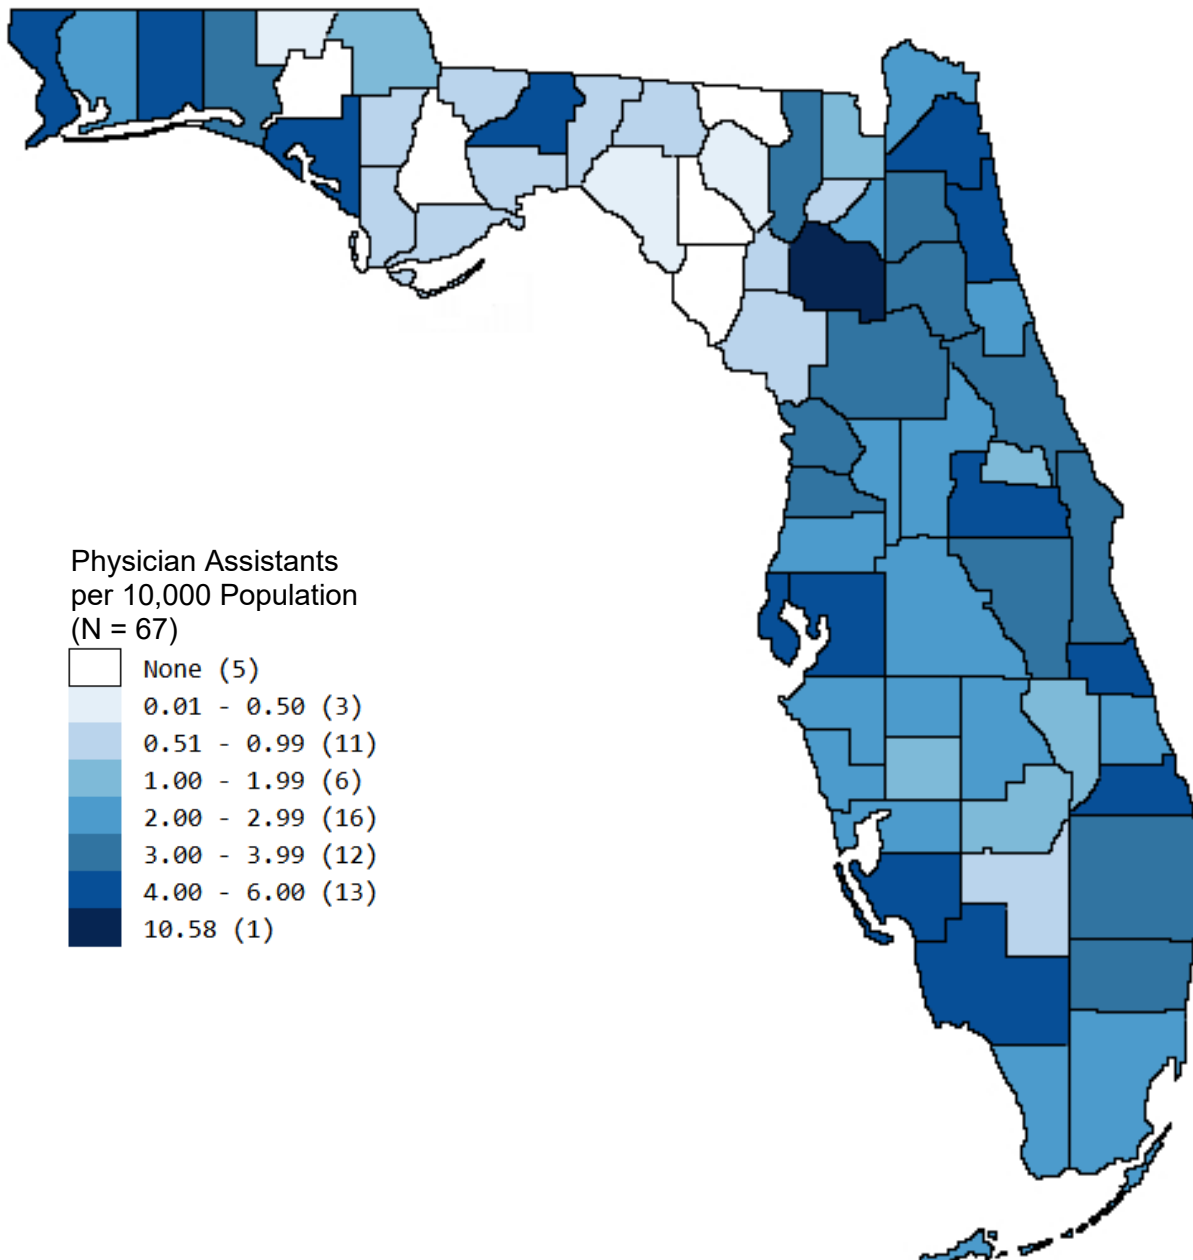 Physician Assistants
per 10,000 Population
(N = 67)
None (5)
0.01 - 0.50 (3)
0.51 - 0.99 (11)
1.00 - 1.99 (6)
2.00 - 2.99 (16)
3.00 - 3.99 (12)
4.00 - 6.00 (13)
10.58 (1)